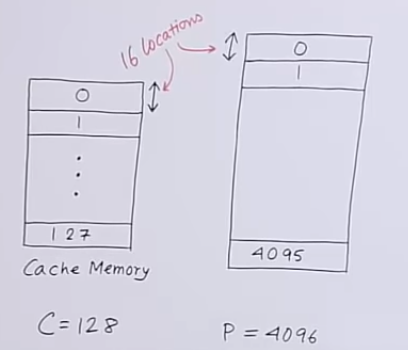 16 locations
0
1
127
Cache Memory
C = 128
0
1
4095
P = 4096